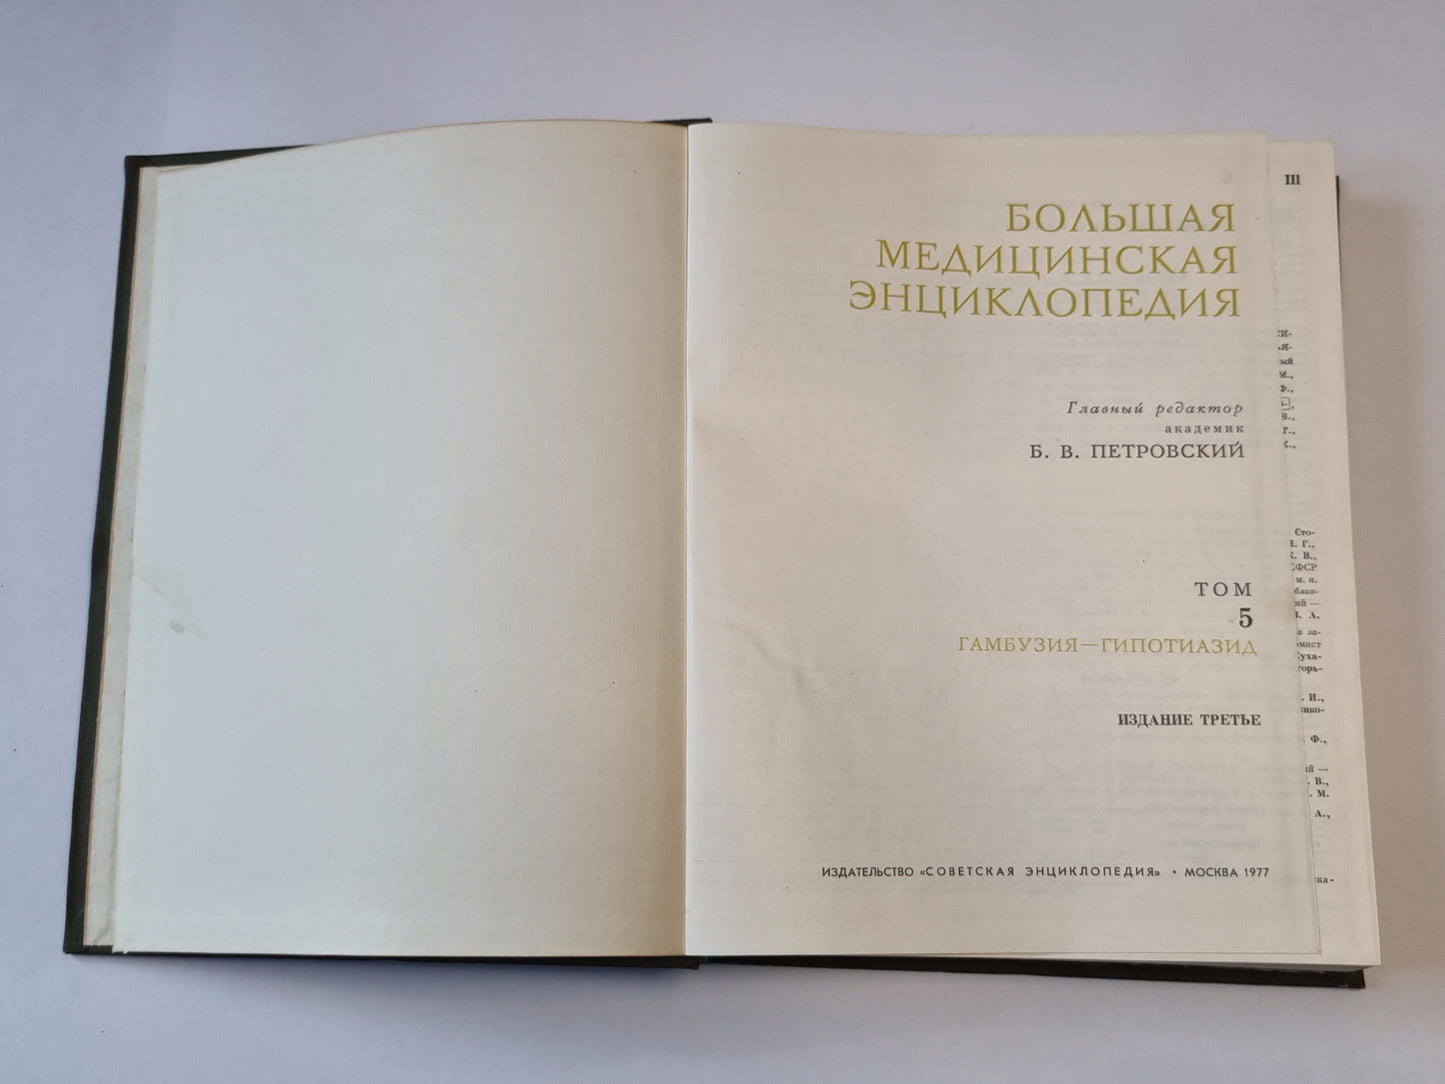 БОЛЬШАЯ
МЕДИЦИНСКАЯ
ЭНЦИКЛОПЕДИЯ
Главный редактор
академик
Б. В. ПЕТРОВСКИЙ
ТОМ
5
ГАМБУЗИЯ—ГИПОТИАЗИД
ИЗДАНИЕ ТРЕТЬЕ
ИЗДАТЕЛЬСТВО «СОВЕТСКАЯ ЭНЦИКЛОПЕДИЯ» • МОСКВА 1977
III